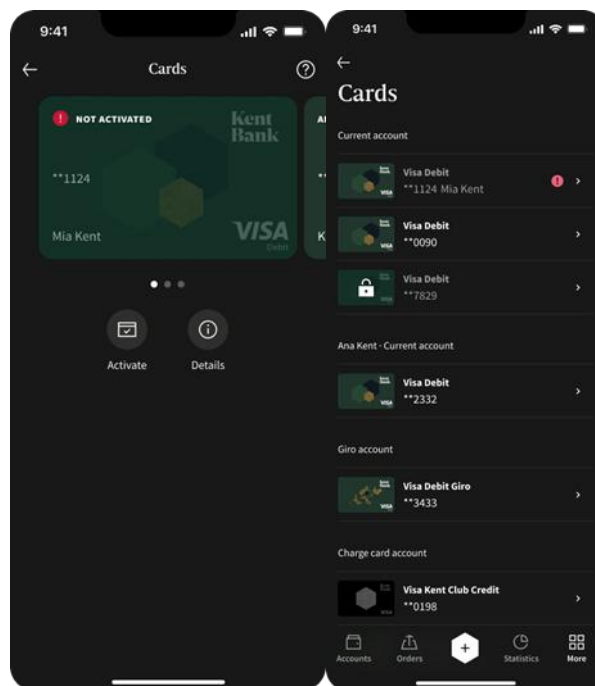 9:41
Cards
NOT ACTIVATED
Kent
Bank
**1124
Mia Kent
VISA
Debit
K
Activate
Details
9:41
Cards
Current account
Visa Debit
**1124 Mia Kent
Visa Debit
**0090
Visa Debit
**7829
Ana Kent · Current account
Visa Debit
**2332
Giro account
Visa Debit Giro
**3433
Charge card account
Visa Kent Club Credit
**0198
Accounts
Orders
Statistics
More